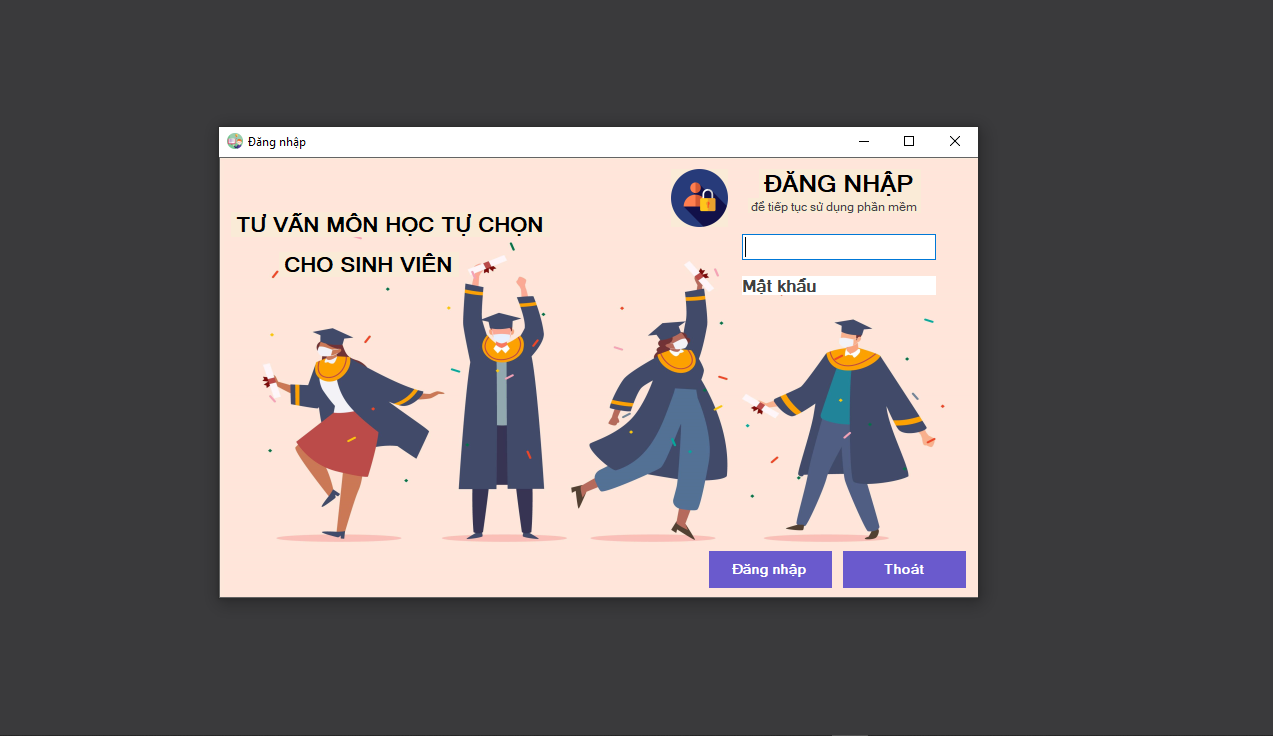 Đăng nhập
TƯ VẤN MÔN HỌC TỰ CHỌN
CHO SINH VIÊN
ĐĂNG NHẬP
để tiếp tục sử dụng phần mềm
Mật khẩu
Đăng nhập
Thoát